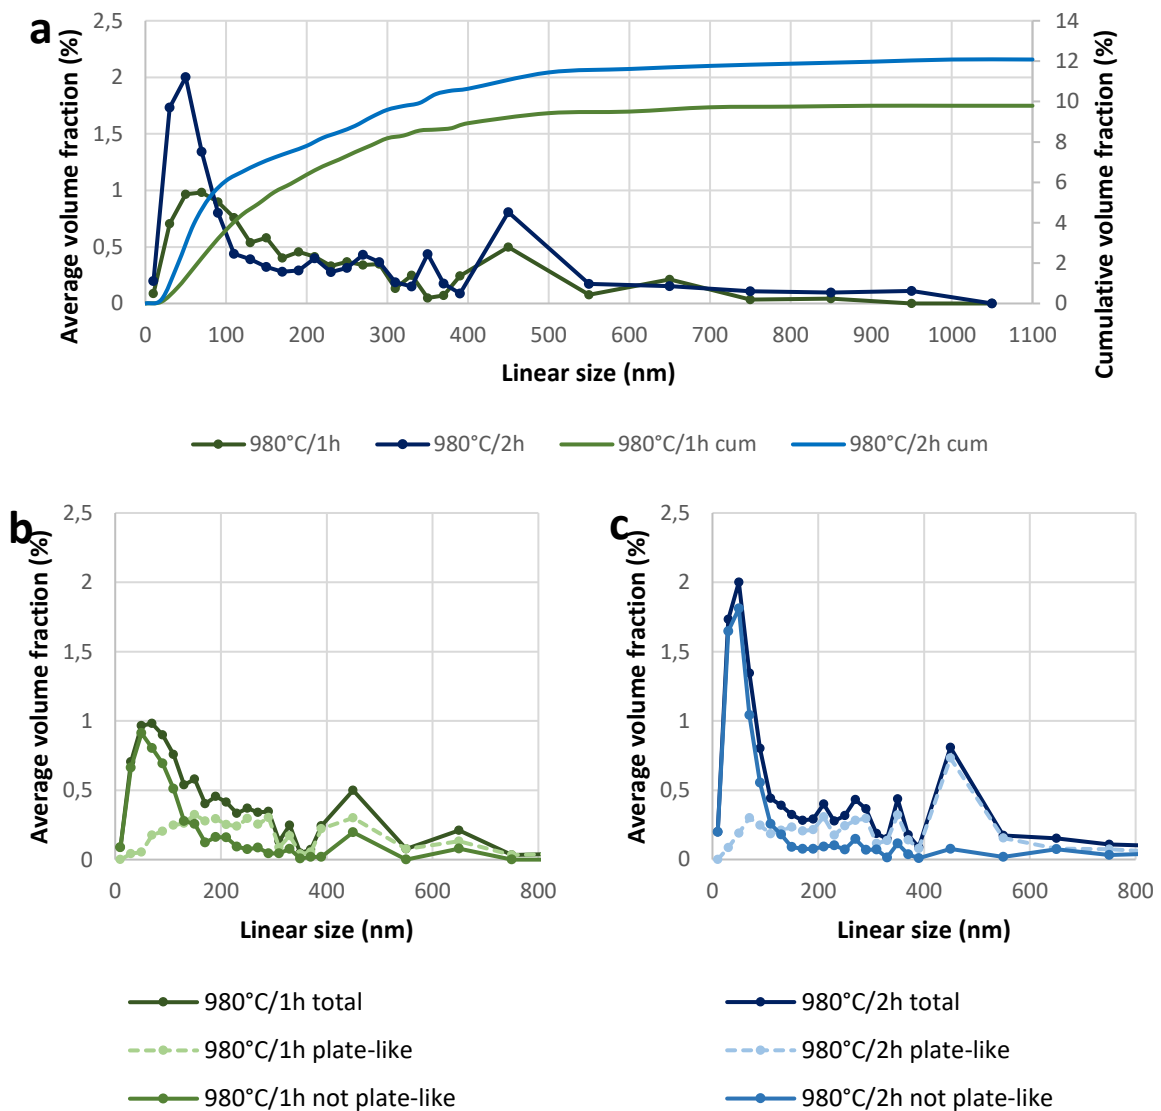 a
Average volume fraction (%)
2,5
2
1,5
1
0,5
0
14
12
10
8
6
4
2
0
Cumulative volume fraction (%)
0 100 200 300 400 500 600 700 800 900 1000 1100
Linear size (nm)
980°C/1h 980°C/2h 980°C/1h cum 980°C/2h cum
b
Average volume fraction (%)
2,5
2
1,5
1
0,5
0
0 200 400 600 800
Linear size (nm)
980°C/1h total
980°C/1h plate-like
980°C/1h not plate-like
c
Average volume fraction (%)
2,5
2
1,5
1
0,5
0
0 200 400 600 800
Linear size (nm)
980°C/2h total
980°C/2h plate-like
980°C/2h not plate-like